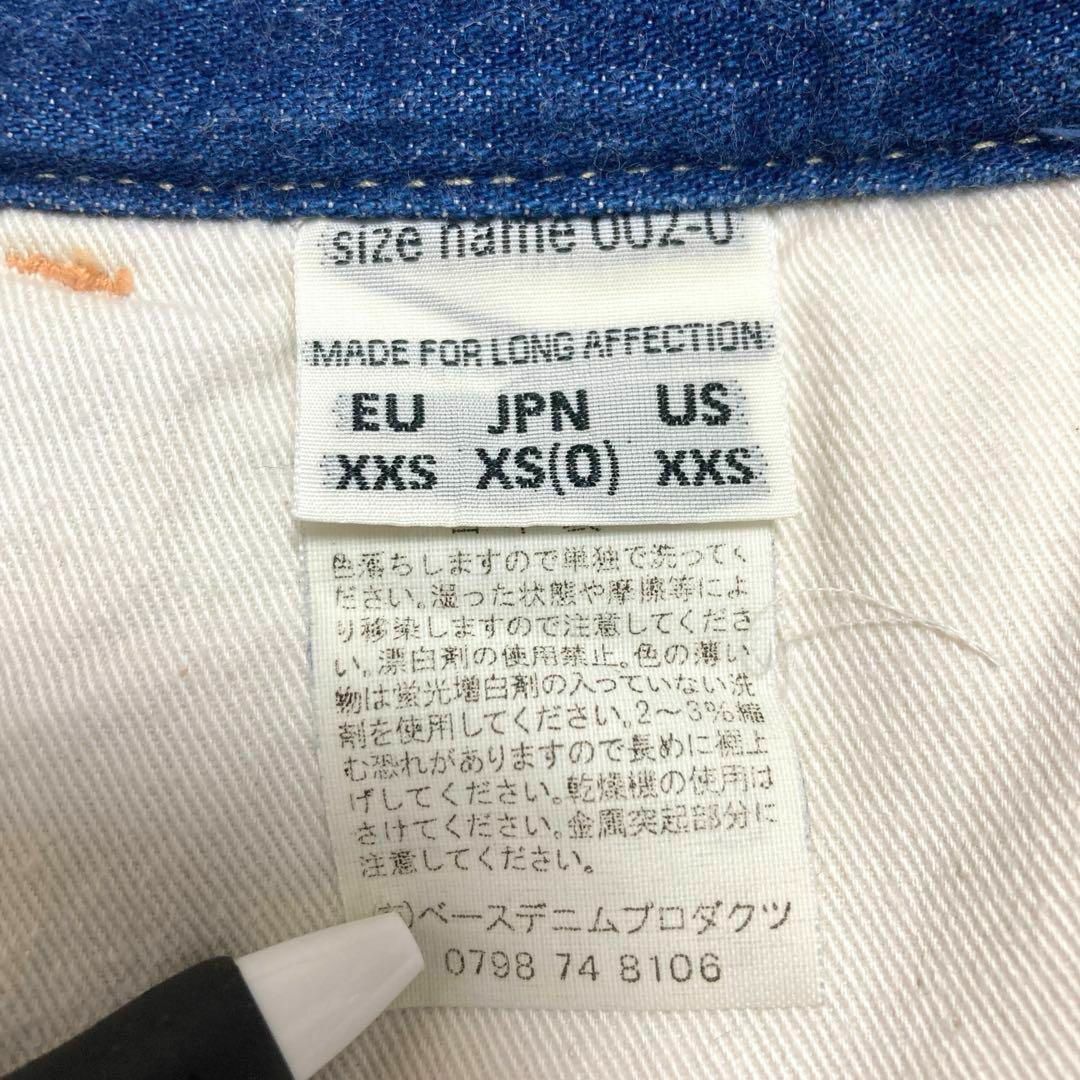 size name 002-0
MADE FOR LONG AFFECTION
EU JPN US
XXS XS(0) XXS
色落ちしますので単独で洗ってく
ださい。湿った状態や摩擦等によ
り移染しますので注意してくださ
い。漂白剤の使用禁止。色の薄い
物は蛍光増白剤の入っていない洗
剤を使用してください。2〜3%縮
む恐れがありますので長めに裾上
げしてください。乾燥機の使用は
さけてください。金属突起部分に
注意してください。
)ベースデニムプロダクツ
0798 74 8106